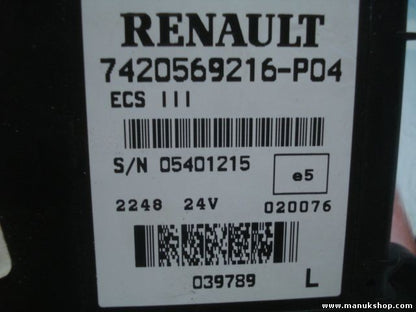 RENAULT
7420569216-P04
ECS III
S/N 05401215
e5
2248 24V 020076
039789 L
www.manukshop.com